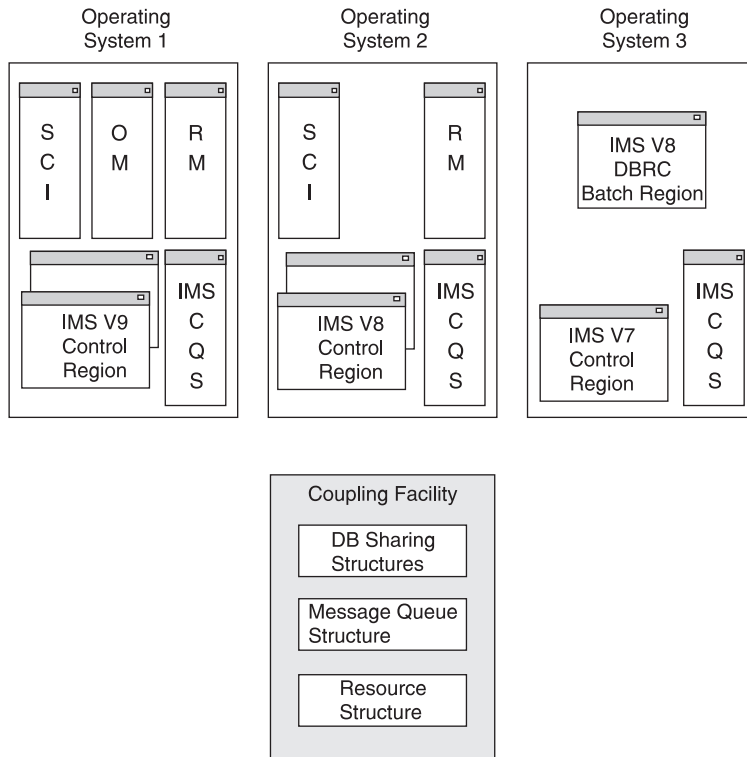 Operating
System 1
Operating
System 2
Operating
System 3
S
C
I
O
M
R
M
IMS V9
Control
Region
IMS
C
Q
S
S
C
I
R
M
IMS V8
Control
Region
IMS
C
Q
S
IMS V8
DBRC
Batch Region
IMS V7
Control
Region
IMS
C
Q
S
Coupling Facility
DB Sharing
Structures
Message Queue
Structure
Resource
Structure